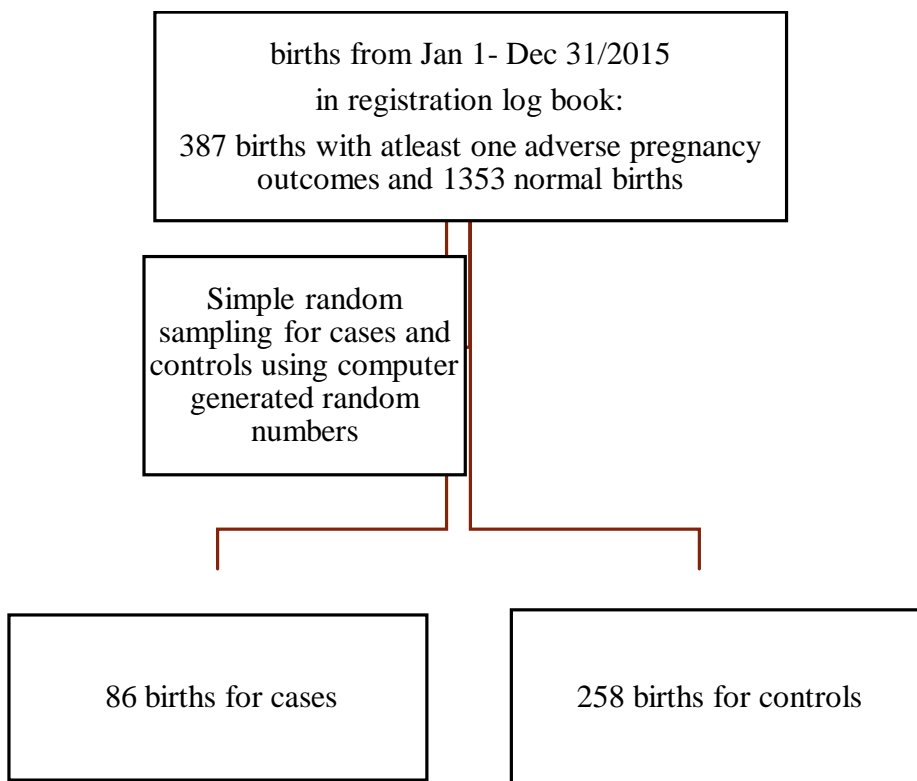 births from Jan 1- Dec 31/2015
in registration log book:
387 births with atleast one adverse pregnancy
outcomes and 1353 normal births
Simple random
sampling for cases and
controls using computer
generated random
numbers
86 births for cases
258 births for controls